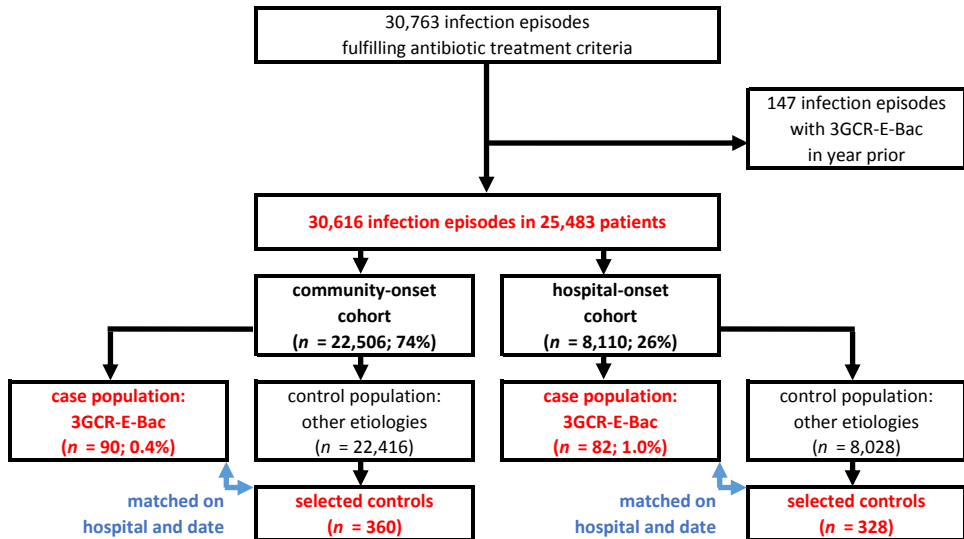 30,763 infection episodes
fulfilling antibiotic treatment criteria
147 infection episodes
with 3GCR-E-Bac
in year prior
30,616 infection episodes in 25,483 patients
community-onset
cohort
(n = 22,506; 74%)
hospital-onset
cohort
(n = 8,110; 26%)
case population:
3GCR-E-Bac
(n = 90; 0.4%)
control population:
other etiologies
(n = 22,416)
case population:
3GCR-E-Bac
(n = 82; 1.0%)
control population:
other etiologies
(n = 8,028)
matched on
hospital and date
selected controls
(n = 360)
matched on
hospital and date
selected controls
(n = 328)